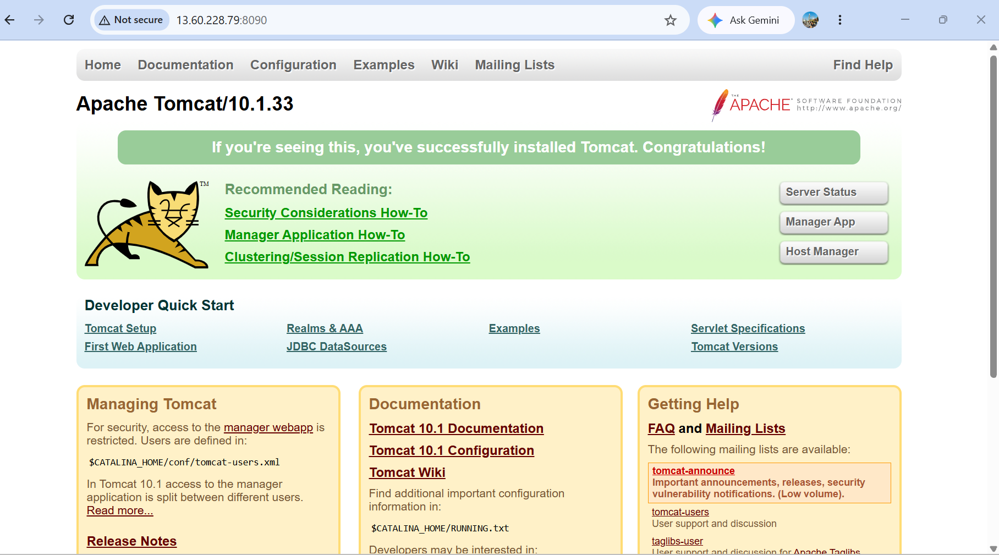 Not secure 13.60.228.79:8090 Ask Gemini
Home Documentation Configuration Examples Wiki Mailing Lists Find Help
Apache Tomcat/10.1.33
THE APACHE SOFTWARE FOUNDATION
http://www.apache.org/
If you're seeing this, you've successfully installed Tomcat. Congratulations!
TM
Recommended Reading:
Security Considerations How-To
Manager Application How-To
Clustering/Session Replication How-To
Server Status
Manager App
Host Manager
Developer Quick Start
Tomcat Setup
First Web Application
Realms & AAA
JDBC DataSources
Examples
Servlet Specifications
Tomcat Versions
Managing Tomcat
For security, access to the manager webapp is
restricted. Users are defined in:
$CATALINA_HOME/conf/tomcat-users.xml
In Tomcat 10.1 access to the manager
application is split between different users.
Read more...
Release Notes
Documentation
Tomcat 10.1 Documentation
Tomcat 10.1 Configuration
Tomcat Wiki
Find additional important configuration
information in:
$CATALINA_HOME/RUNNING.txt
Developers may be interested in:
Getting Help
FAQ and Mailing Lists
The following mailing lists are available:
tomcat-announce
Important announcements, releases, security
vulnerability notifications. (Low volume).
tomcat-users
User support and discussion
taglibs-user
User support and discussion for Apache Taglibs